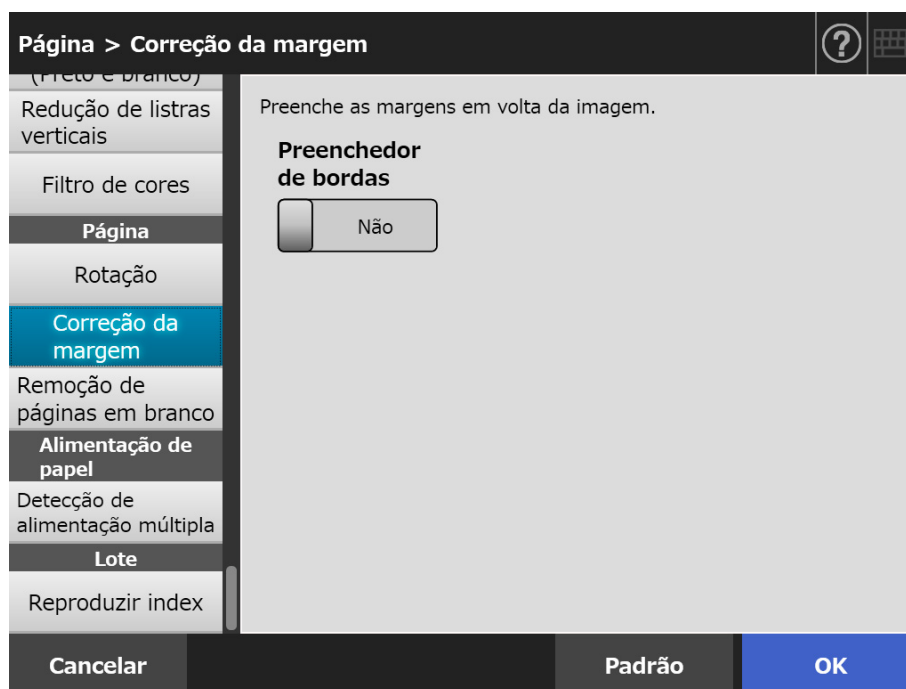 Página > Correção da margem
?
(Preto e branco)
Redução de listras
verticais
Filtro de cores
Página
Rotação
Correção da
margem
Remoção de
páginas em branco
Alimentação de
papel
Detecção de
alimentação múltipla
Lote
Reproduzir index
Preenche as margens em volta da imagem.
Preenchedor
de bordas
Não
Cancelar
Padrão
OK